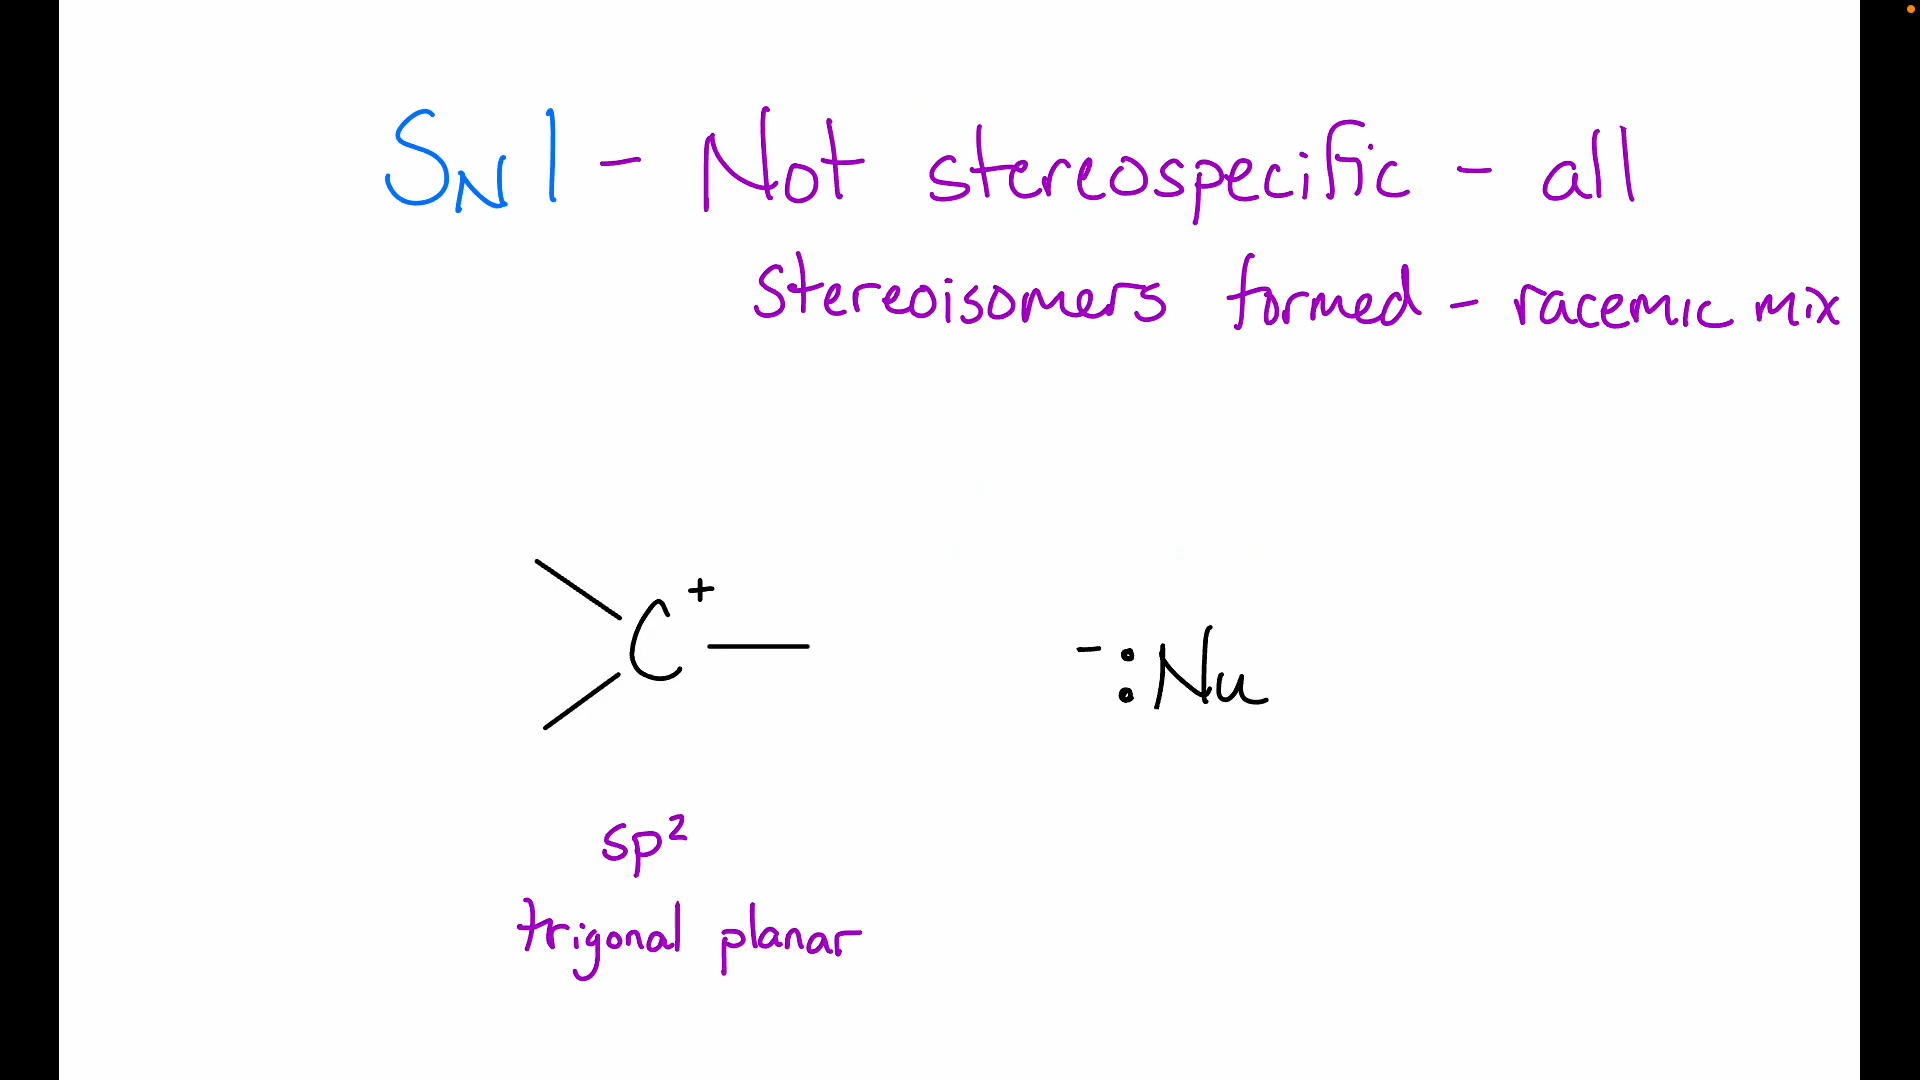 SN1 - Not stereospecific - all
stereoisomers formed - racemic mix
C+
-:Nu
sp²
trigonal planar